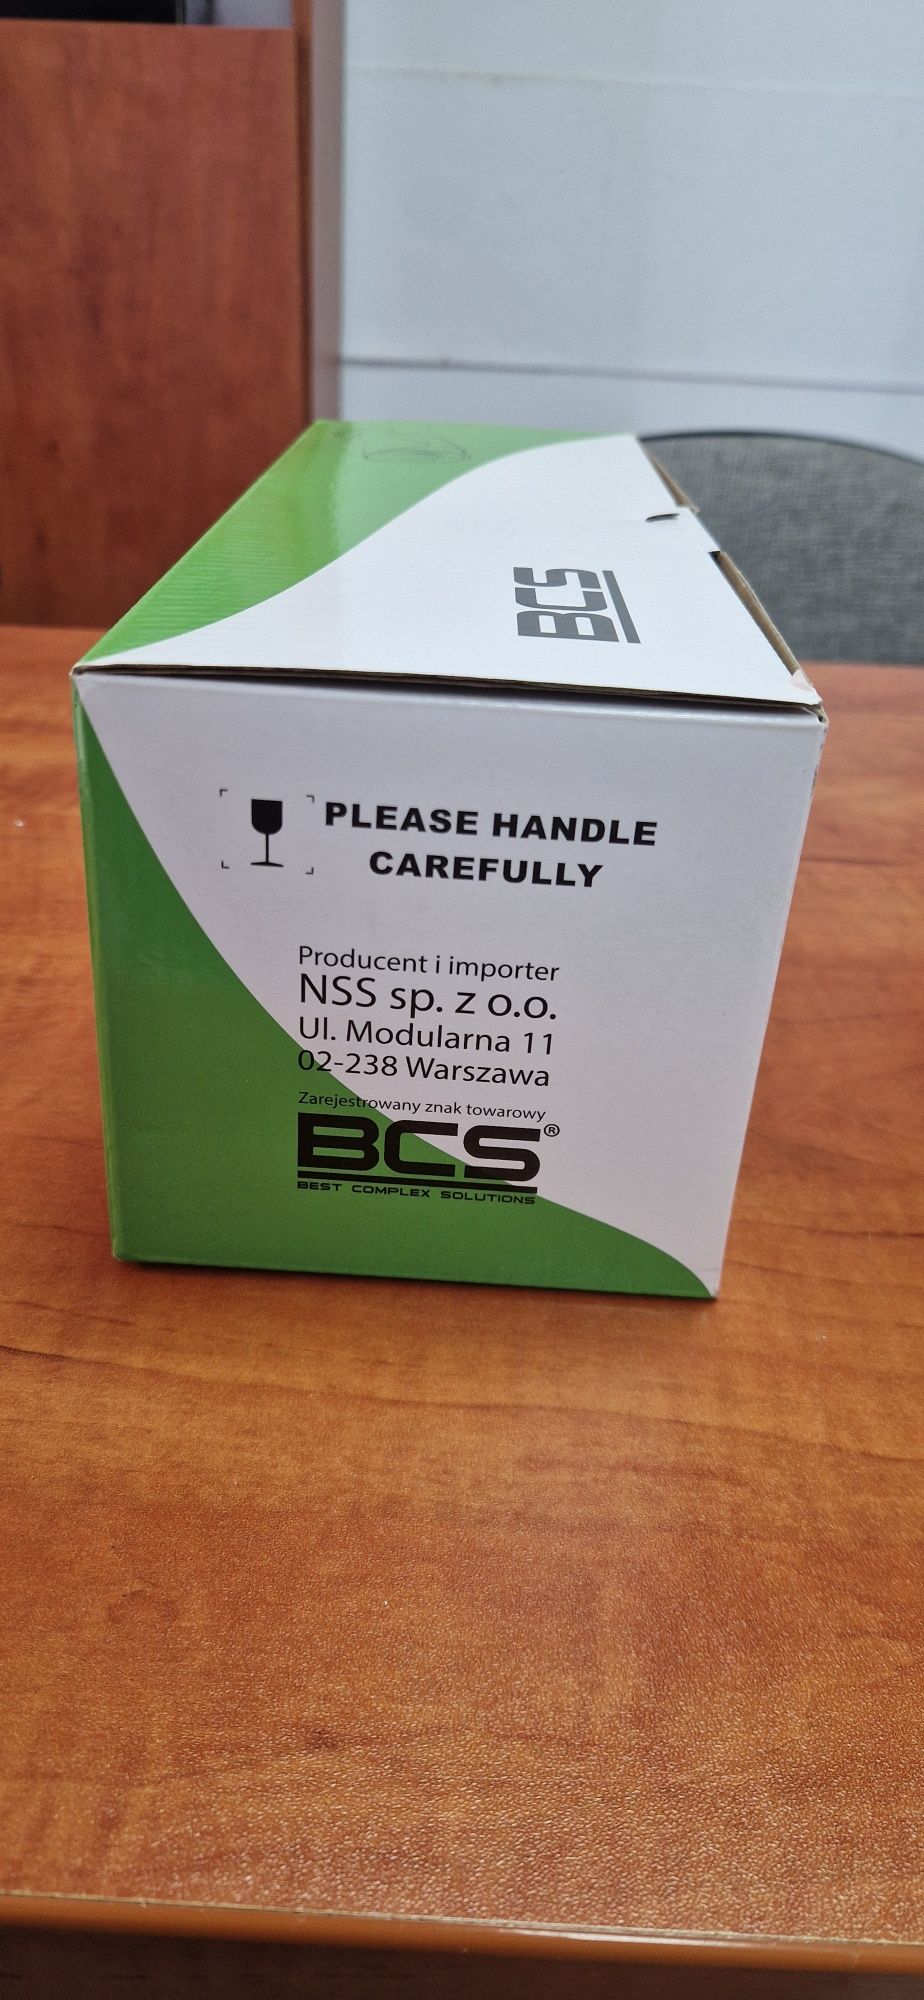 BCS
PLEASE HANDLE
CAREFULLY
Producent i importer
NSS sp. z o.o.
Ul. Modularna 11
02-238 Warszawa
Zarejestrowany znak towarowy
BCS®
BEST COMPLEX SOLUTIONS